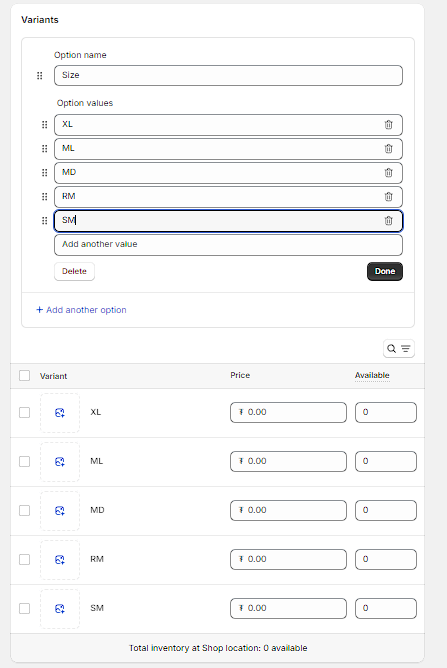 Variants
Option name
Size
Option values
XL
ML
MD
RM
SM
Add another value
Delete Done
+ Add another option
Variant Price Available
XL ₮ 0.00 0
ML ₮ 0.00 0
MD ₮ 0.00 0
RM ₮ 0.00 0
SM ₮ 0.00 0
Total inventory at Shop location: 0 available